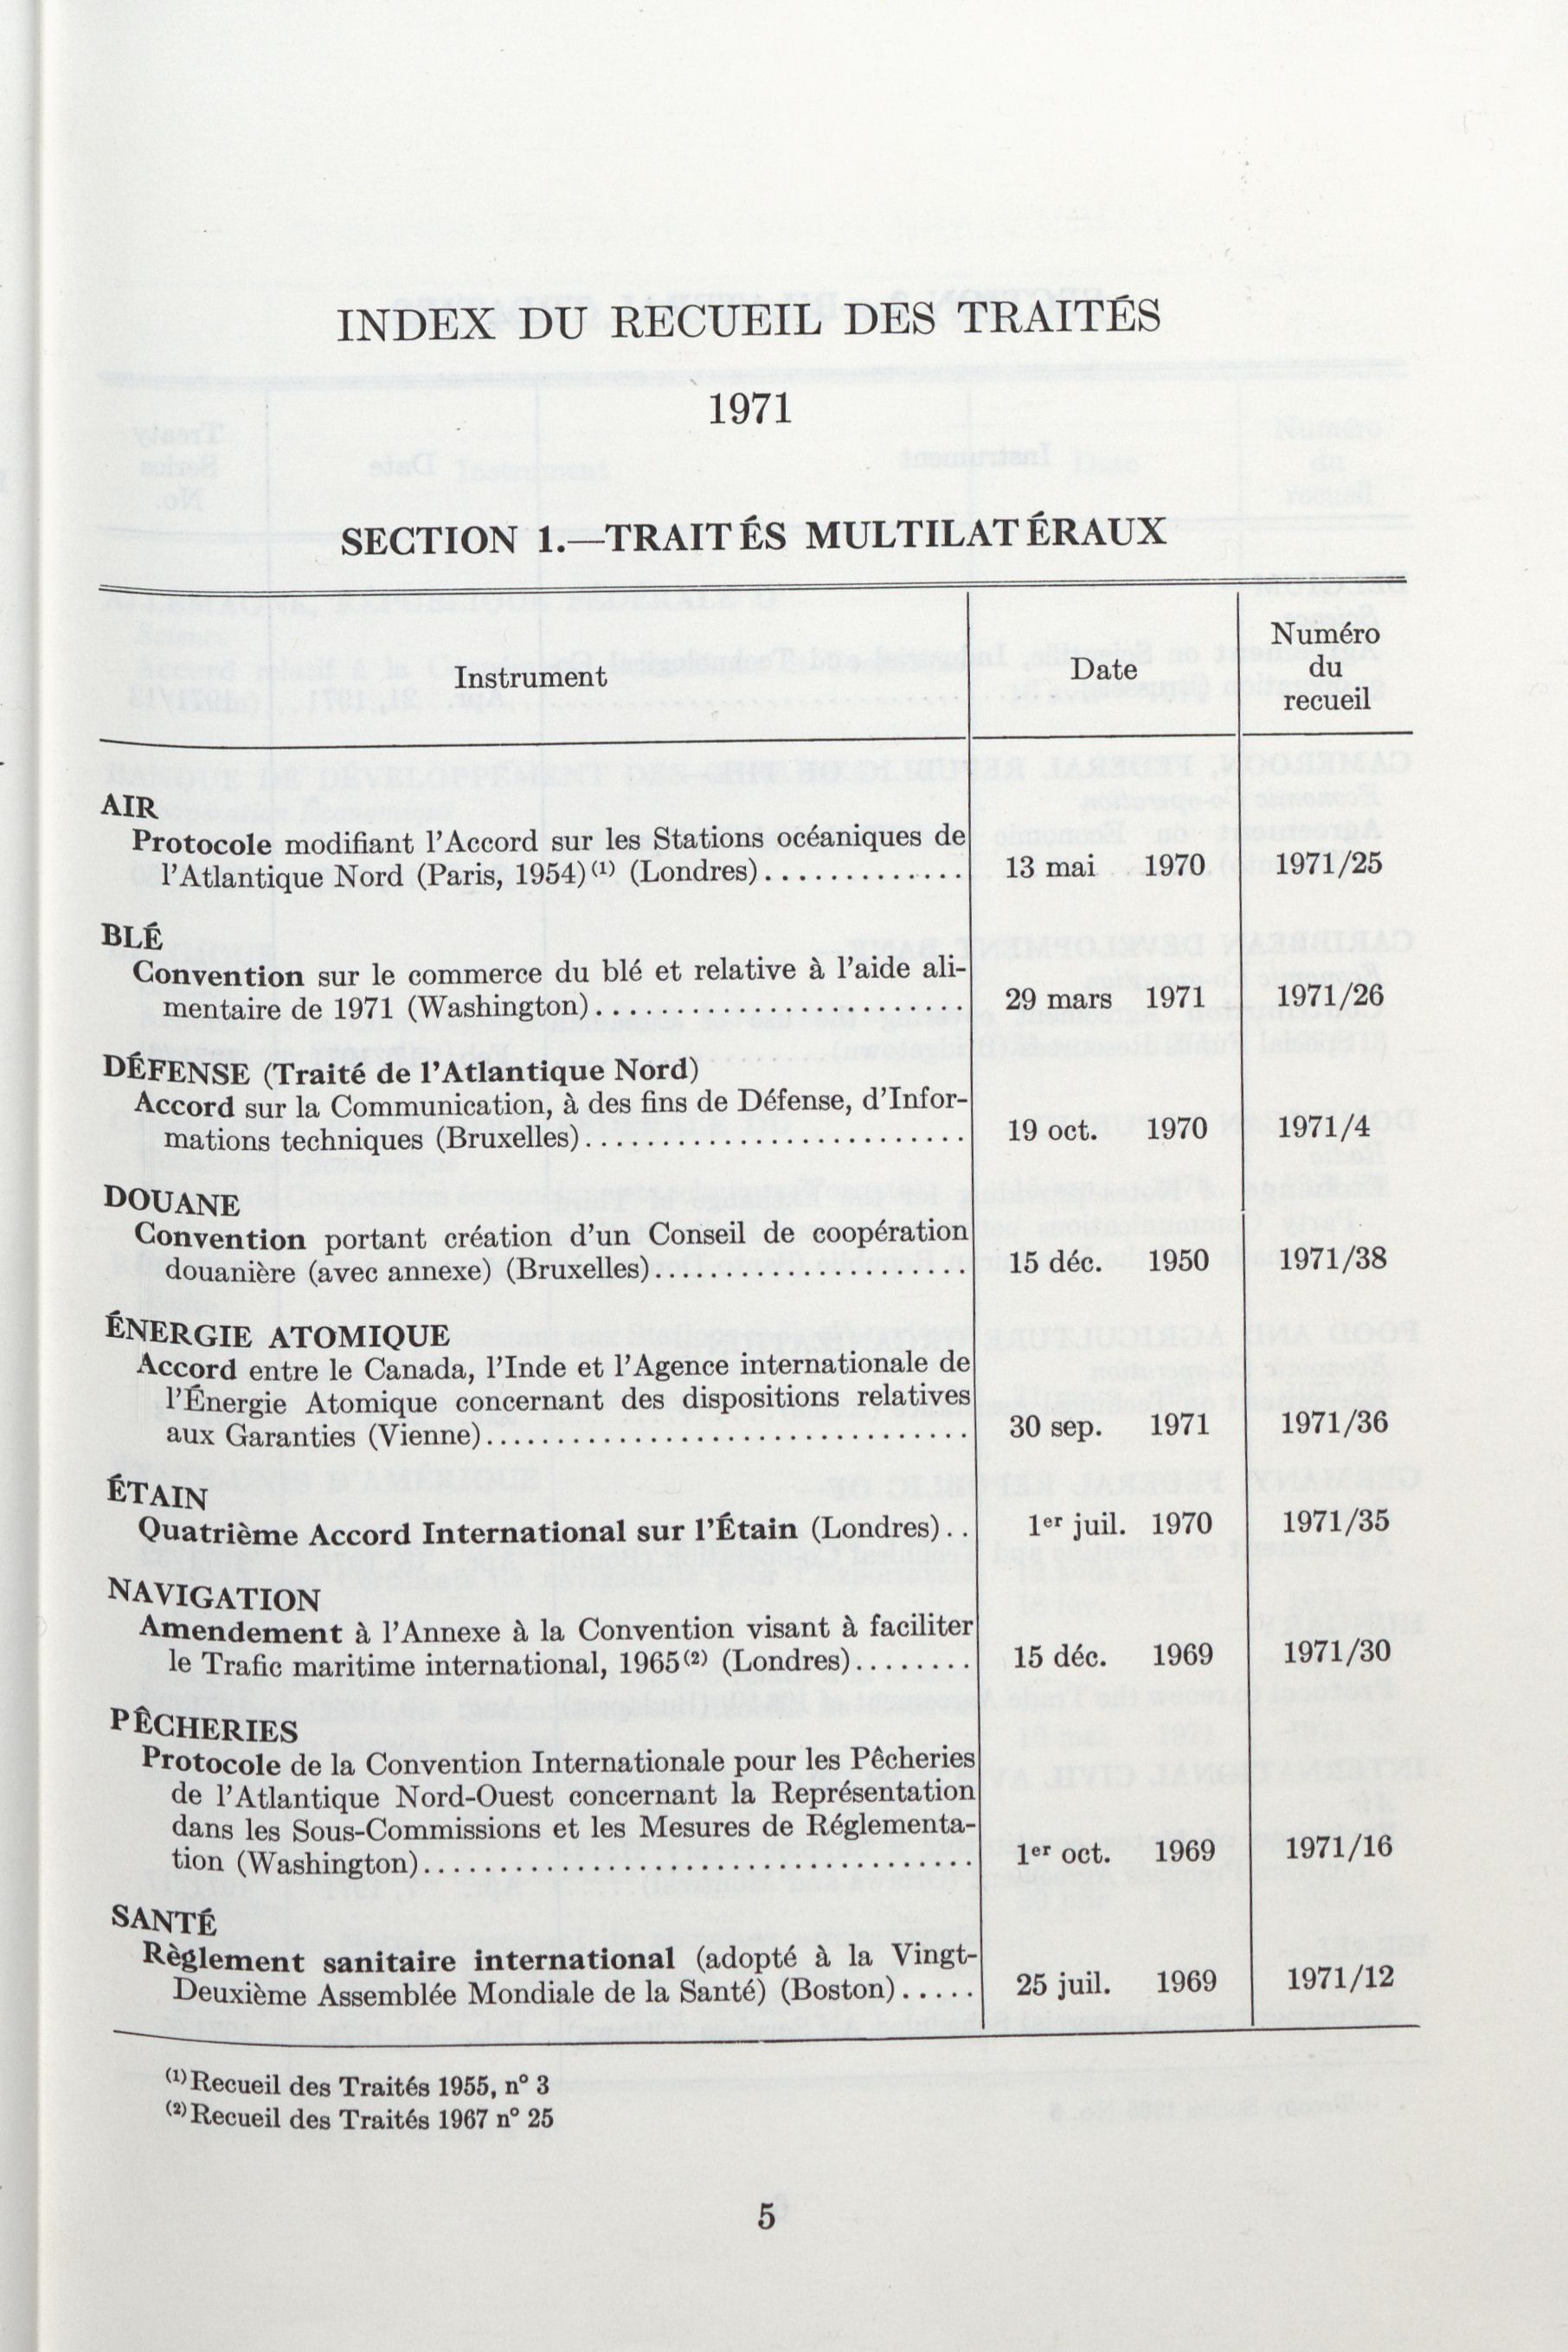 INDEX DU RECUEIL DES TRAITÉS
1971
SECTION 1.—TRAITÉS MULTILATÉRAUX
Instrument
Date
Numéro
du
recueil
AIR
Protocole modifiant l'Accord sur les Stations océaniques de
l'Atlantique Nord (Paris, 1954)(1) (Londres)............. 13 mai 1970 1971/25
BLÉ
Convention sur le commerce du blé et relative à l'aide ali-
mentaire de 1971 (Washington)........................ 29 mars 1971 1971/26
DÉFENSE (Traité de l'Atlantique Nord)
Accord sur la Communication, à des fins de Défense, d'Infor-
mations techniques (Bruxelles)......................... 19 oct. 1970 1971/4
DOUANE
Convention portant création d'un Conseil de coopération
douanière (avec annexe) (Bruxelles)..................... 15 déc. 1950 1971/38
ÉNERGIE ATOMIQUE
Accord entre le Canada, l'Inde et l'Agence internationale de
l'Énergie Atomique concernant des dispositions relatives
aux Garanties (Vienne)................................ 30 sep. 1971 1971/36
ÉTAIN
Quatrième Accord International sur l'Étain (Londres).. 1er juil. 1970 1971/35
NAVIGATION
Amendement à l'Annexe à la Convention visant à faciliter
le Trafic maritime international, 1965(2) (Londres)........ 15 déc. 1969 1971/30
PÊCHERIES
Protocole de la Convention Internationale pour les Pêcheries
de l'Atlantique Nord-Ouest concernant la Représentation
dans les Sous-Commissions et les Mesures de Réglementa-
tion (Washington).................................... 1er oct. 1969 1971/16
SANTÉ
Règlement sanitaire international (adopté à la Vingt-
Deuxième Assemblée Mondiale de la Santé) (Boston)..... 25 juil. 1969 1971/12
(1)Recueil des Traités 1955, n° 3
(2)Recueil des Traités 1967 n° 25
5